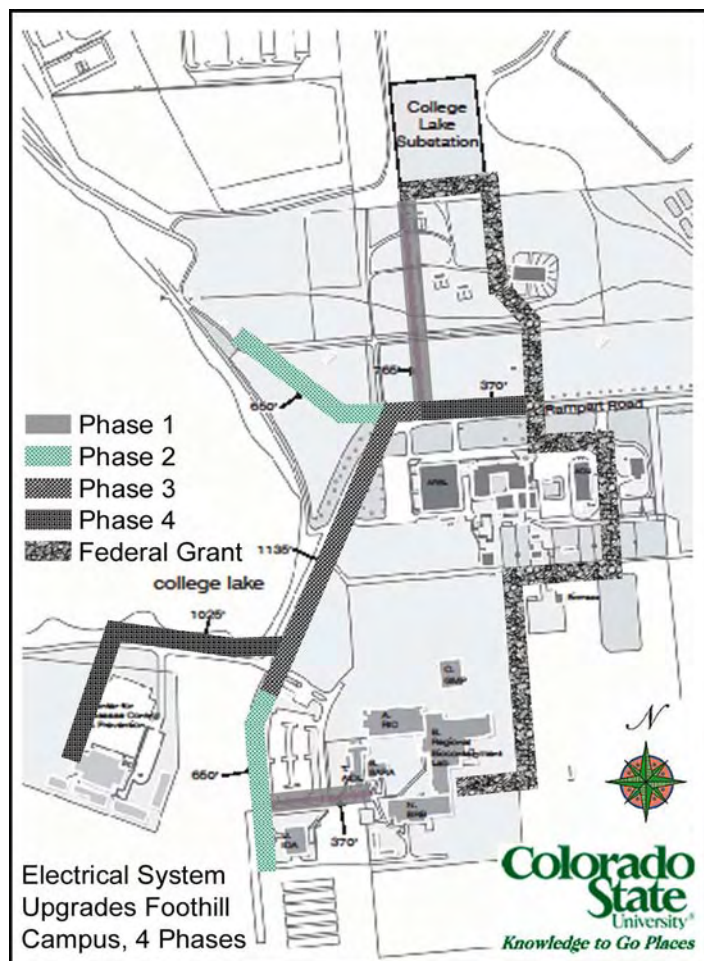 College
Lake
Substation
765'
370'
Rampart Road
650'
Phase 1
Phase 2
Phase 3
Phase 4
Federal Grant
1135'
college lake
1025'
650'
370'
N
Electrical System
Upgrades Foothill
Campus, 4 Phases
Colorado
State
University
Knowledge to Go Places